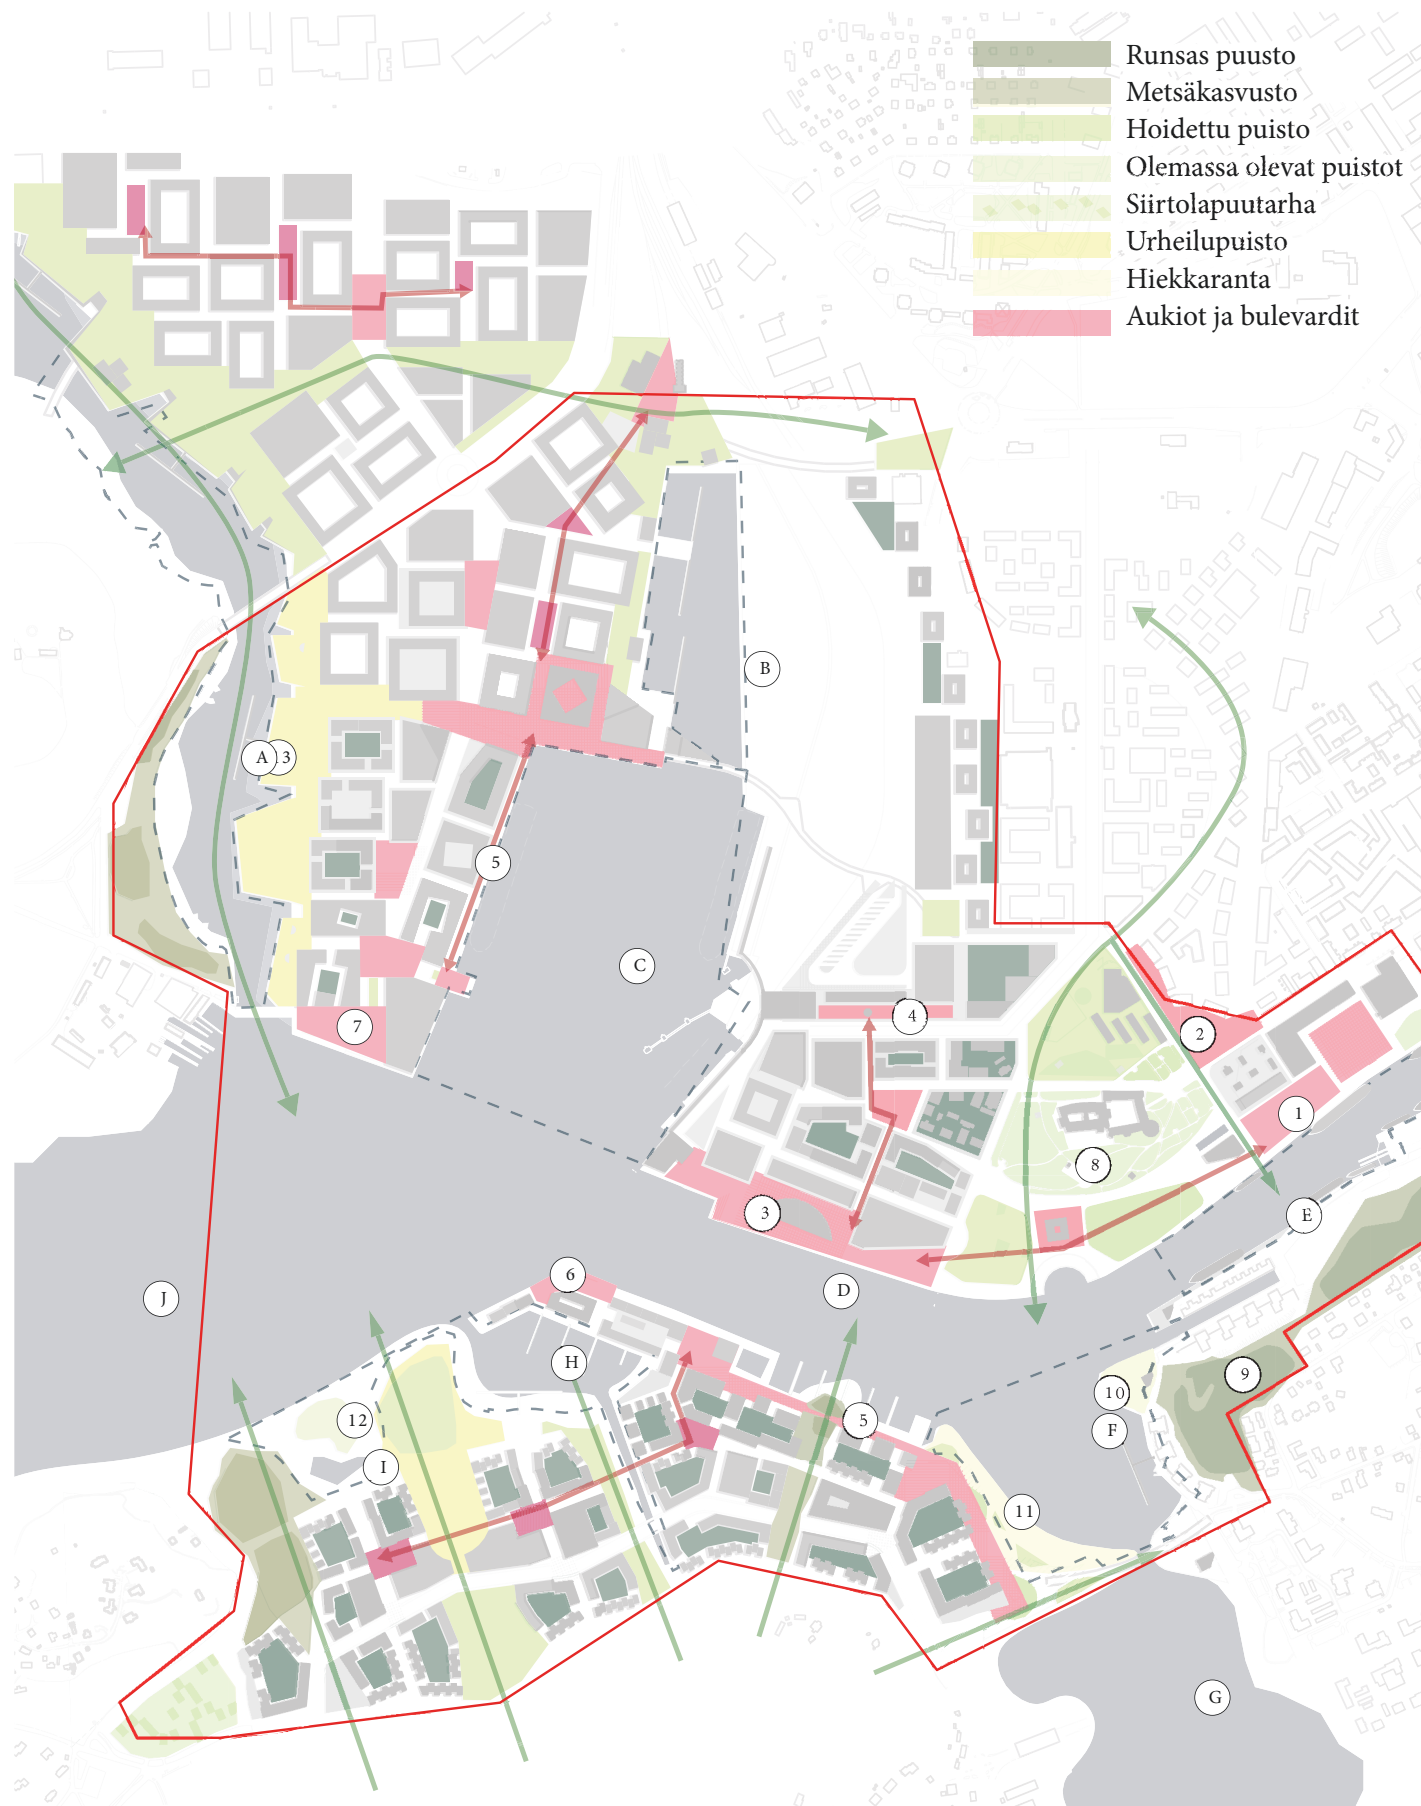 Runsas puusto
Metsäkasvusto
Hoidettu puisto
Olemassa olevat puistot
Siirtolapuutarha
Urheilupuisto
Hiekkaranta
Aukiot ja bulevardit
B
A
3
5
C
7
4
2
1
8
3
E
6
D
J
H
9
10
12
5
F
I
11
G